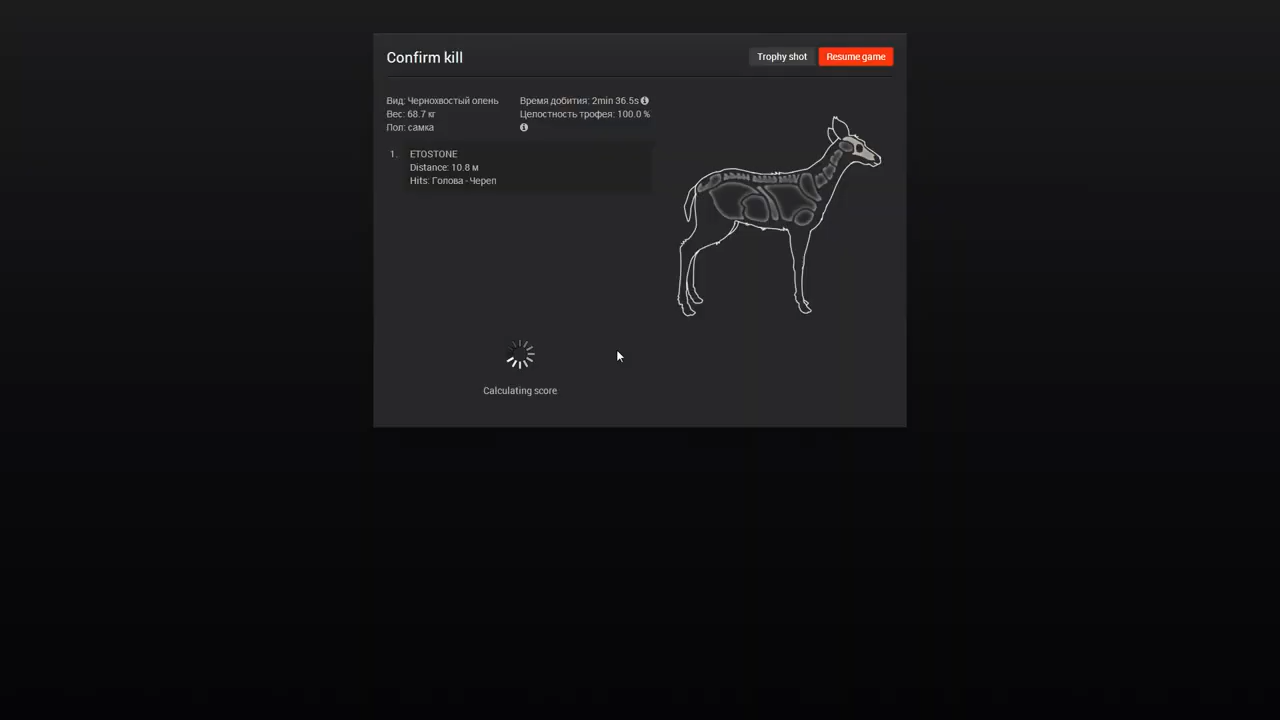 Confirm kill
Trophy shot
Resume game
Вид: Чернохвостый олень
Вес: 68.7 кг
Пол: самка
Время добития: 2min 36.5s
Целостность трофея: 100.0 %
1. ETOSTONE
Distance: 10.8 м
Hits: Голова - Череп
Calculating score